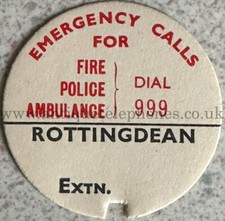 EMERGENCY CALLS
FOR
FIRE
POLICE
AMBULANCE
DIAL
999
ROTTINGDEAN
EXTN.